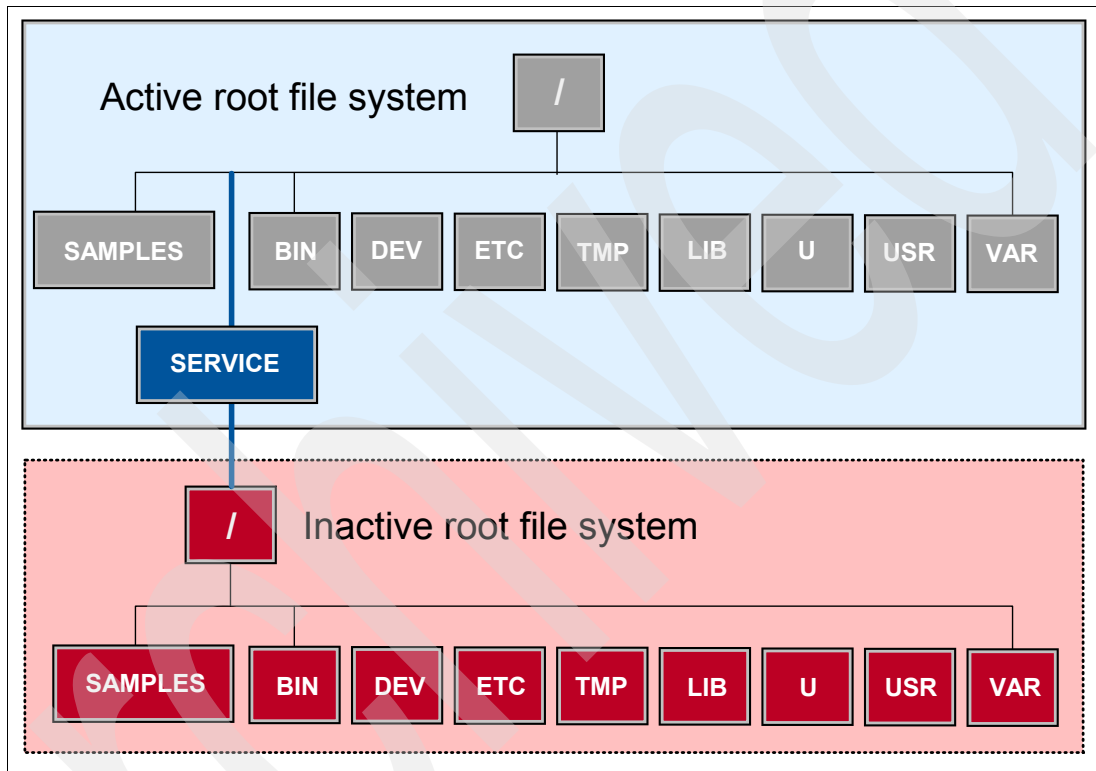 Active root file system /
SAMPLES BIN DEV ETC TMP LIB U USR VAR
SERVICE
/ Inactive root file system
SAMPLES BIN DEV ETC TMP LIB U USR VAR